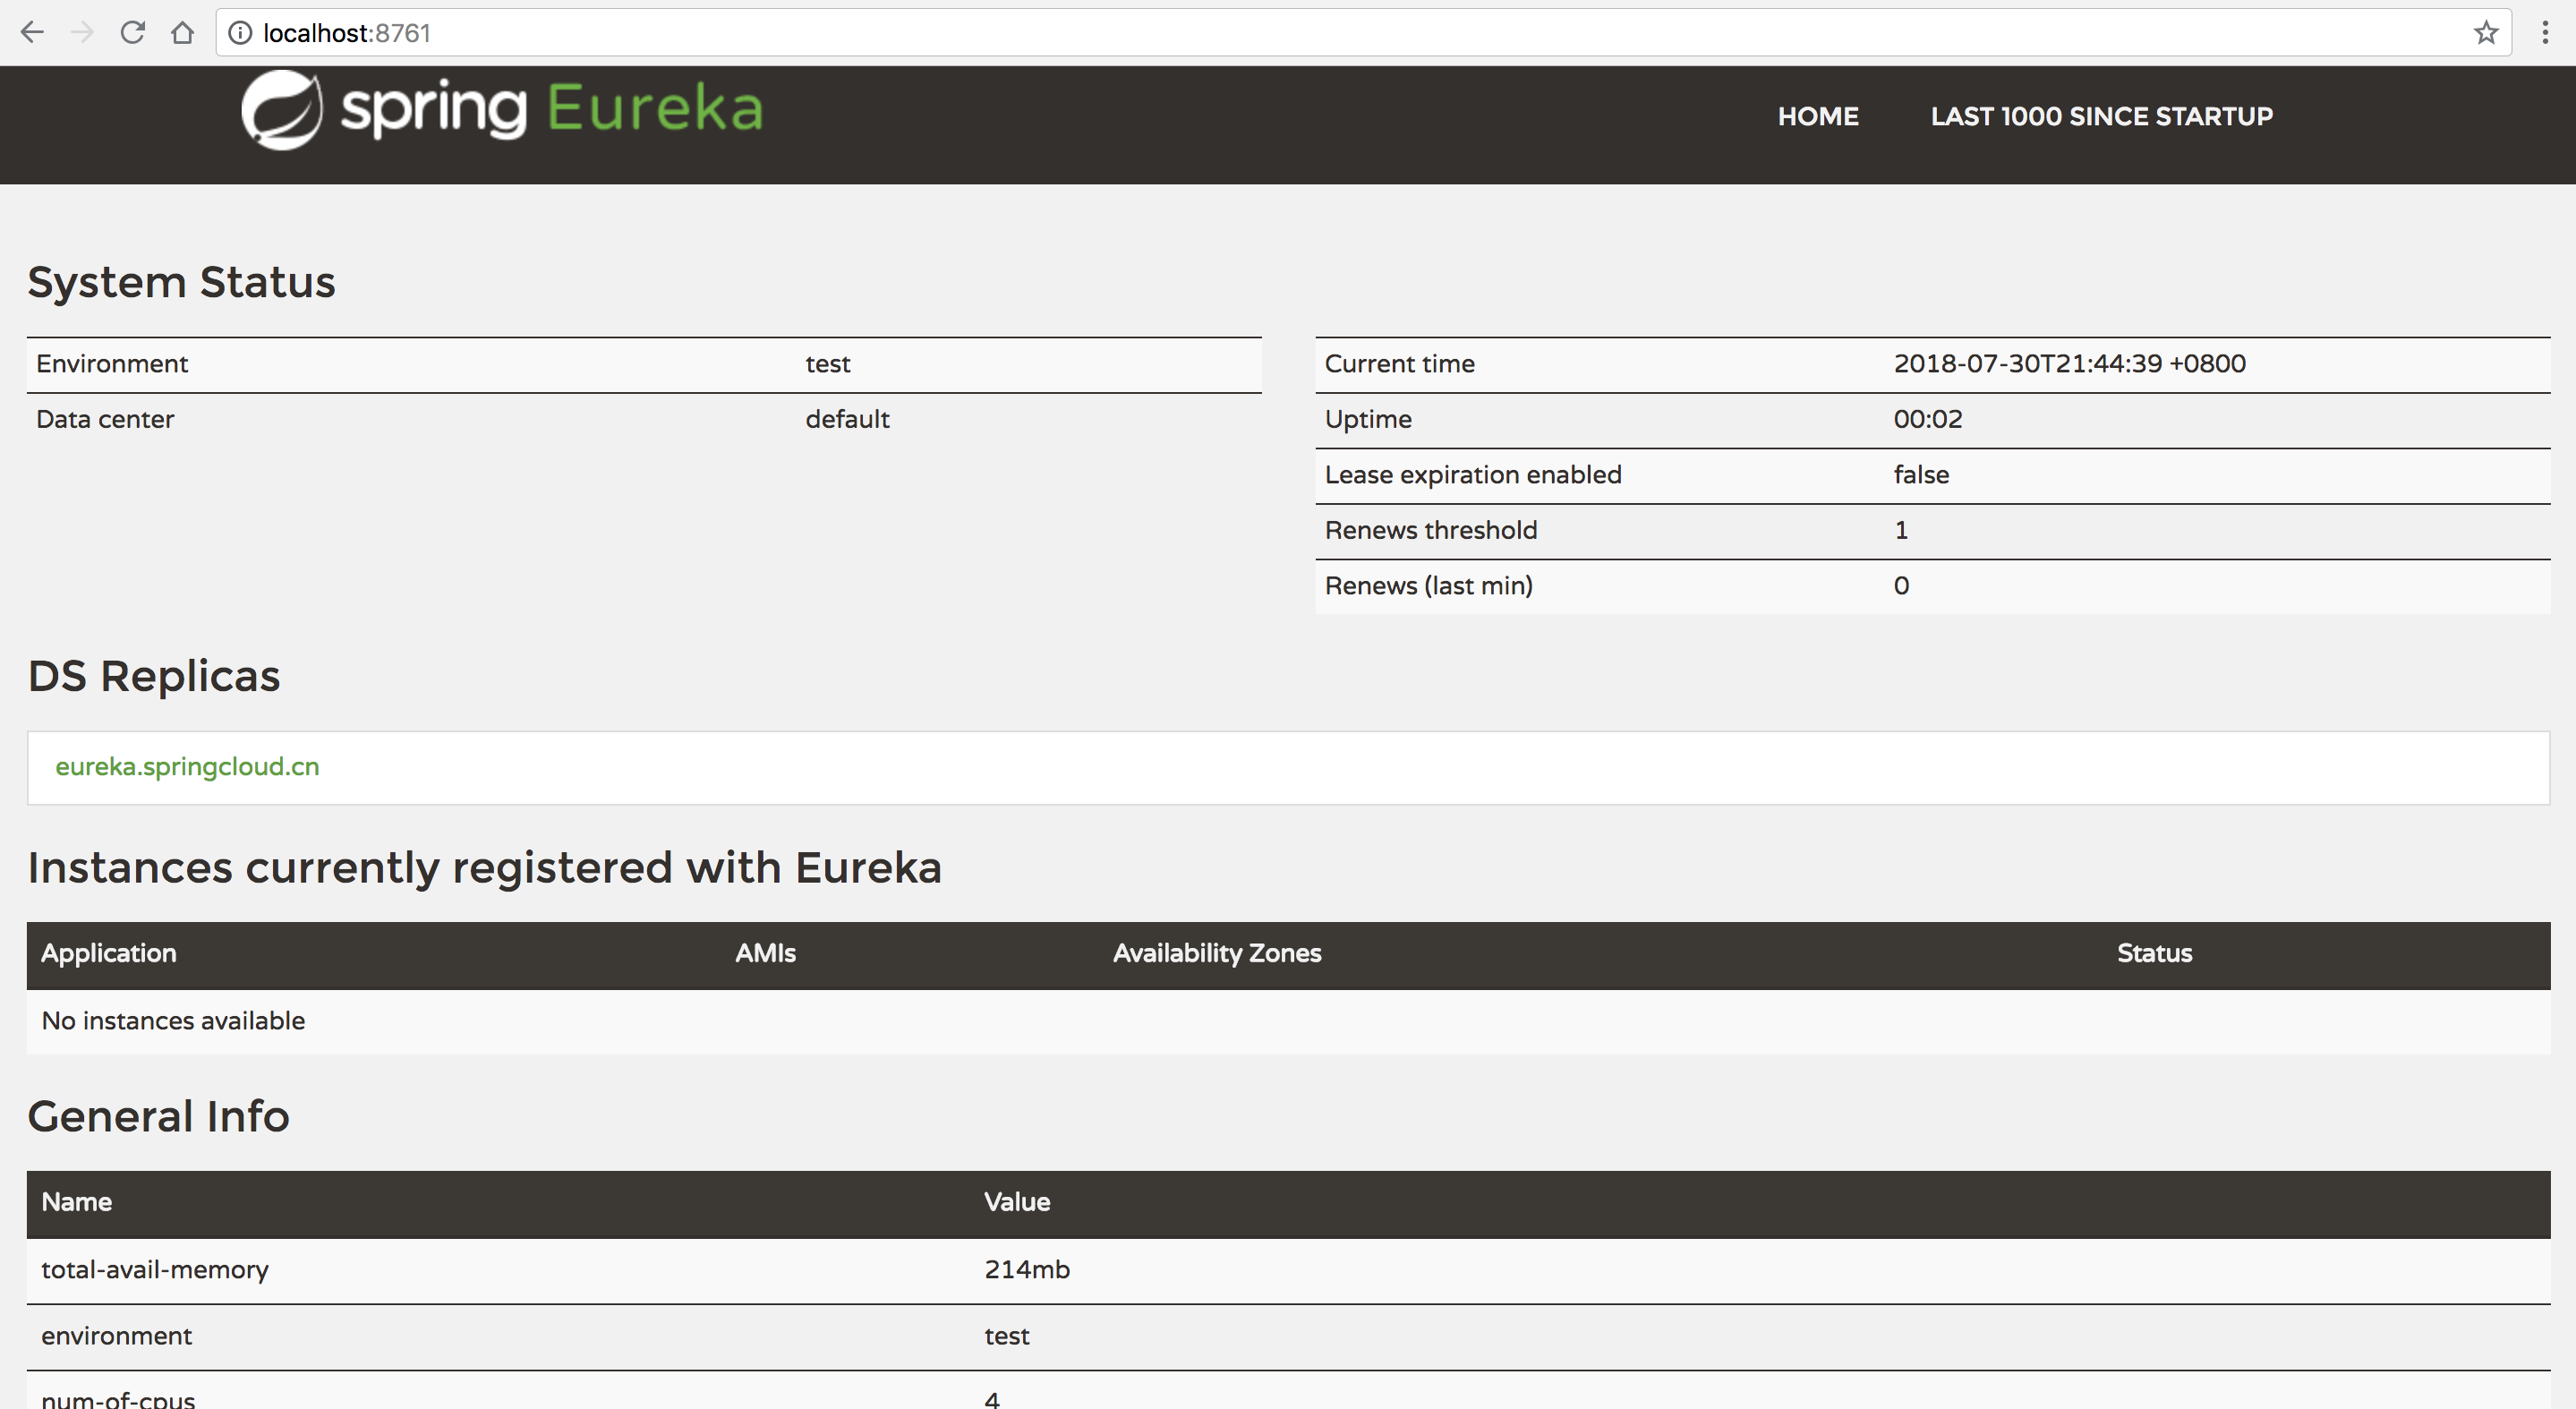 localhost:8761
spring Eureka
HOME LAST 1000 SINCE STARTUP
System Status
Environment test
Data center default
Current time 2018-07-30T21:44:39 +0800
Uptime 00:02
Lease expiration enabled false
Renews threshold 1
Renews (last min) 0
DS Replicas
eureka.springcloud.cn
Instances currently registered with Eureka
Application AMIs Availability Zones Status
No instances available
General Info
Name Value
total-avail-memory 214mb
environment test
num-of-cpus 4